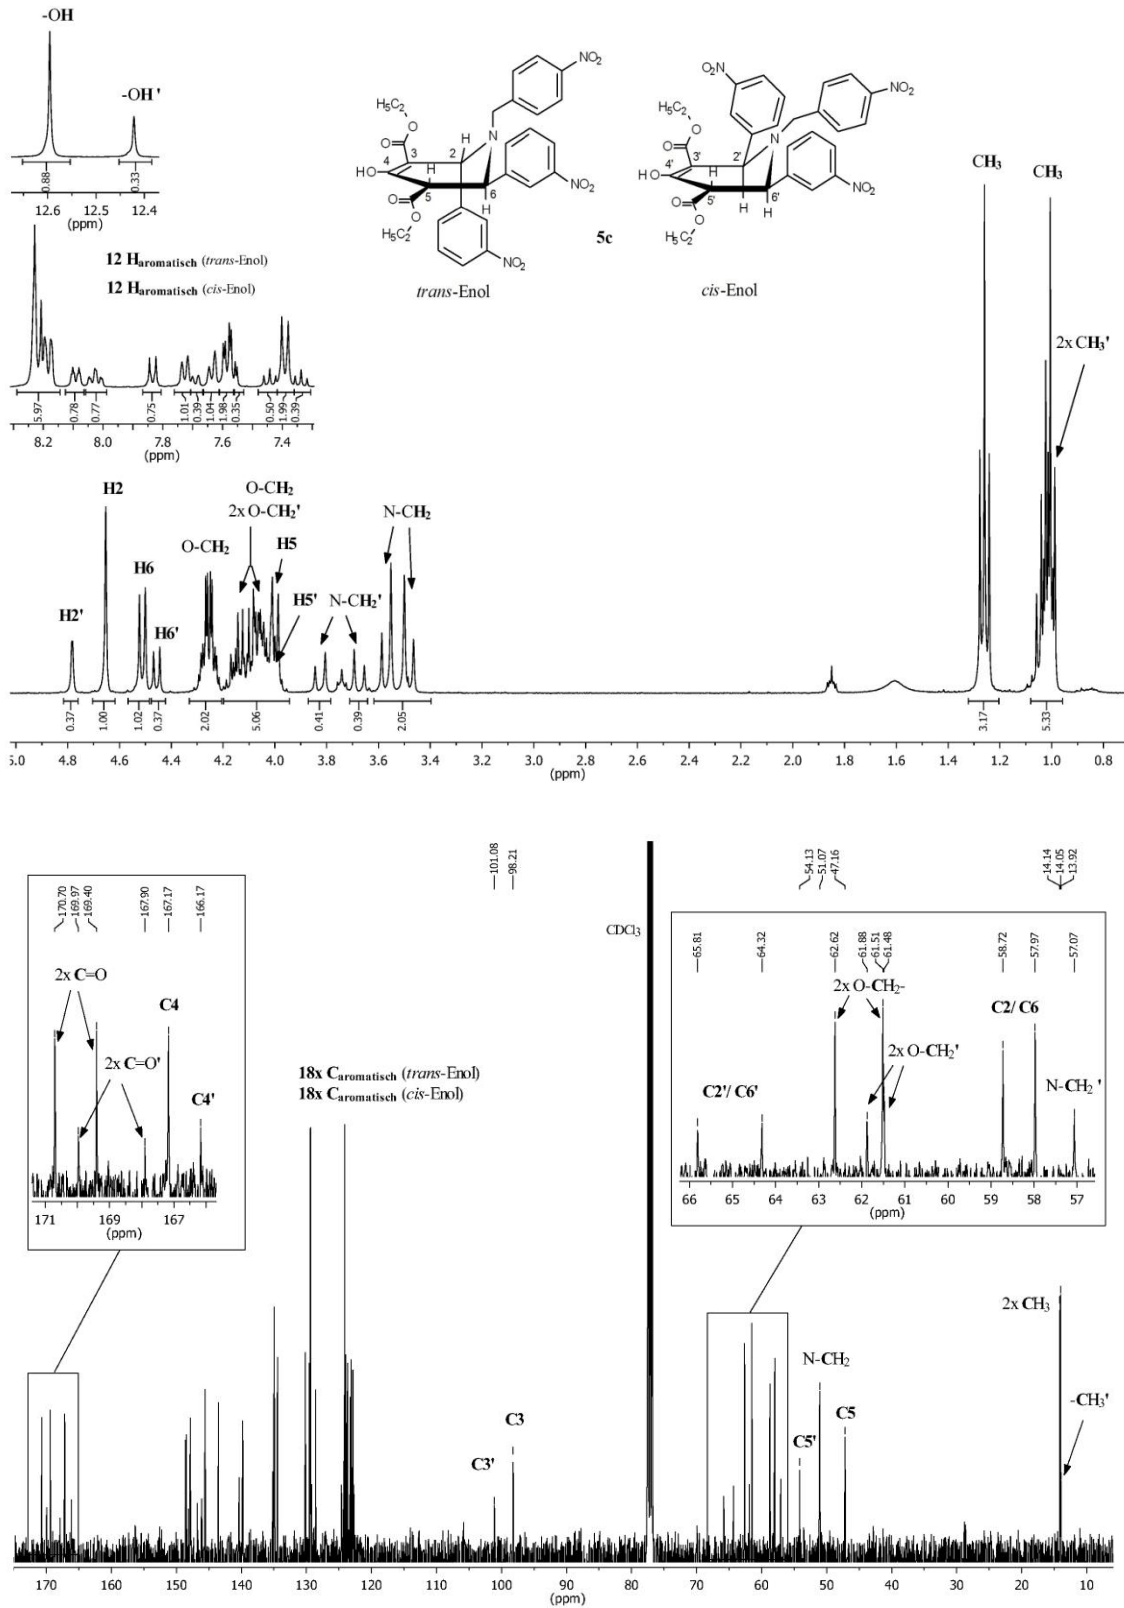 -OH
-OH'
0.88
0.33
12.6 12.5 12.4
(ppm)
NO2
H5C2
O
O
H
N
3
2
4
HO
H
5
6
H
O
O
H5C2
NO2
NO2
trans-Enol
5c
O2N
NO2
H5C2
O
O
N
3'
2'
4'
HO
H
5'
6'
H
H
O
O
H5C2
NO2
cis-Enol
12 Haromatisch (trans-Enol)
12 Haromatisch (cis-Enol)
5.97
0.78
0.77
0.75
1.01
0.39
1.04
1.98
0.35
0.50
1.99
0.39
8.2 8.0 7.8 7.6 7.4
(ppm)
CH3
CH3
2x CH3'
H2'
H2
H6
H6'
O-CH2
O-CH2
2x O-CH2'
H5
H5'
N-CH2'
N-CH2
0.37
1.00
1.02
0.37
2.02
5.06
0.41
0.39
2.05
3.17
5.33
5.0 4.8 4.6 4.4 4.2 4.0 3.8 3.6 3.4 3.2 3.0 2.8 2.6 2.4 2.2 2.0 1.8 1.6 1.4 1.2 1.0 0.8
(ppm)
170.70
169.97
169.40
167.90
167.17
166.17
2x C=O
C4
2x C=O'
C4'
171 169 167
(ppm)
101.08
98.21
54.13
51.07
47.16
14.14
14.05
13.92
CDCl3
65.81
64.32
62.62
61.88
61.51
61.48
58.72
57.97
57.07
2x O-CH2-
C2/ C6
2x O-CH2'
C2'/ C6'
N-CH2 '
66 65 64 63 62 61 60 59 58 57
(ppm)
18x Caromatisch (trans-Enol)
18x Caromatisch (cis-Enol)
C3'
C3
C5'
N-CH2
C5
2x CH3
-CH3'
170 160 150 140 130 120 110 100 90 80 70 60 50 40 30 20 10
(ppm)